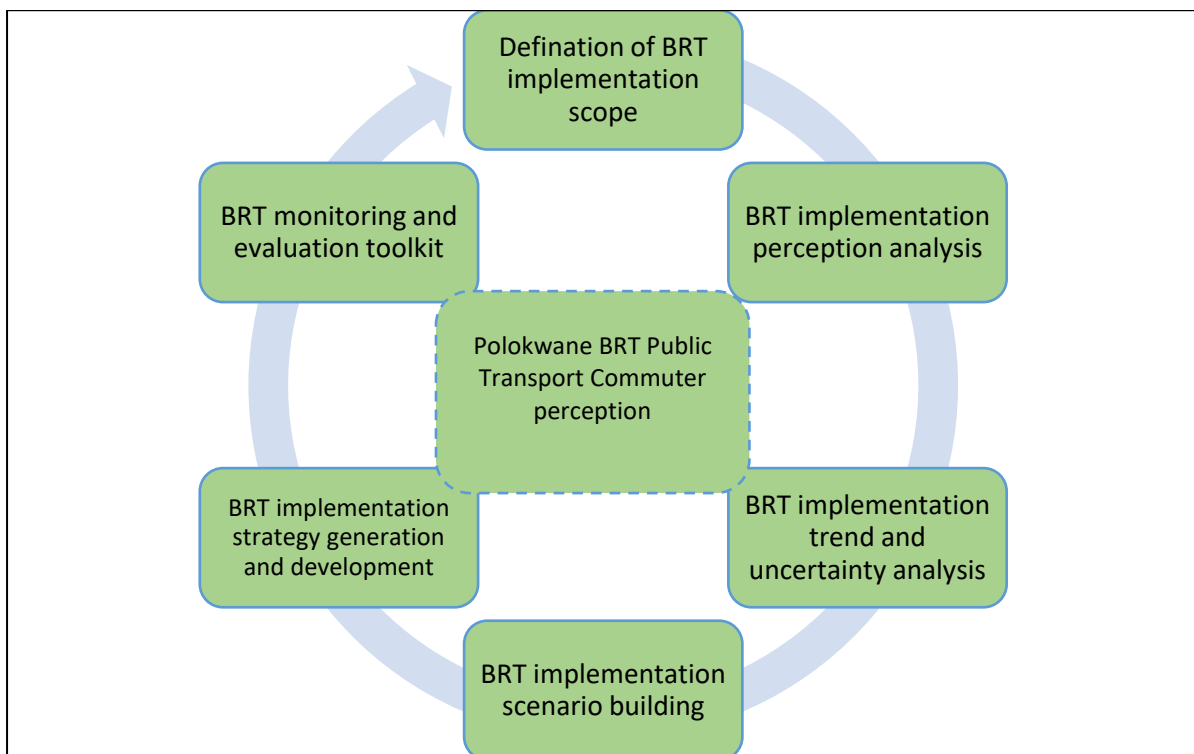 Defination of BRT
implementation
scope
BRT implementation
perception analysis
BRT implementation
trend and
uncertainty analysis
BRT implementation
scenario building
BRT implementation
strategy generation
and development
BRT monitoring and
evaluation toolkit
Polokwane BRT Public
Transport Commuter
perception